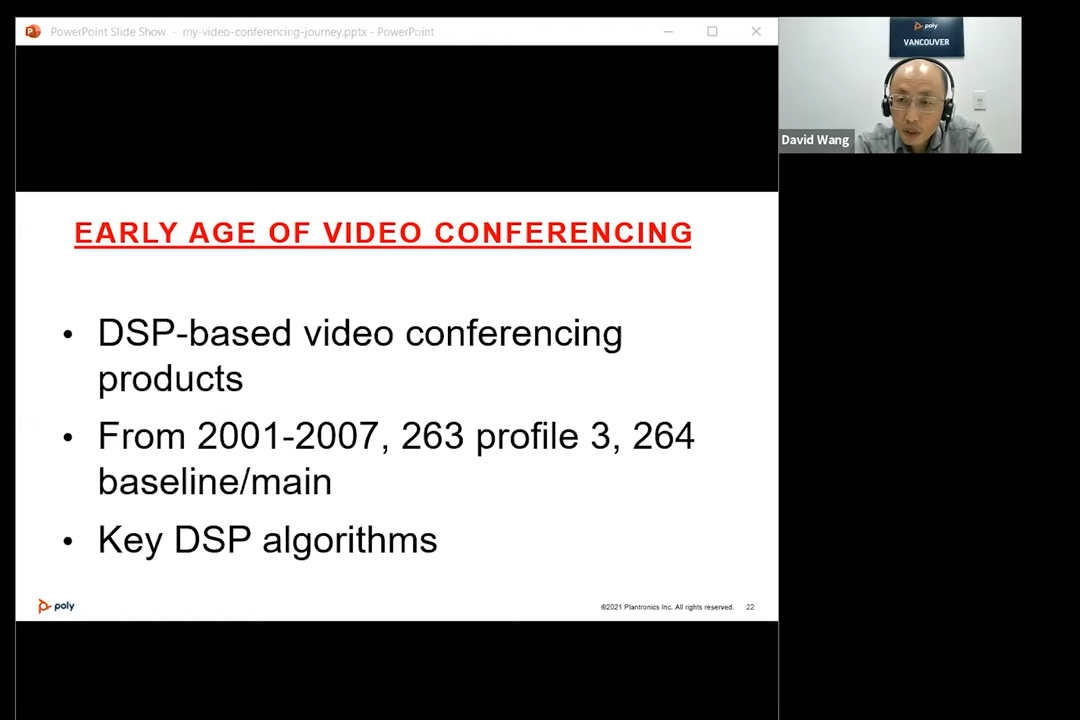 PowerPoint Slide Show - my-video-conferencing-journey.pptx - PowerPoint
poly
VANCOUVER
David Wang
EARLY AGE OF VIDEO CONFERENCING
• DSP-based video conferencing
products
• From 2001-2007, 263 profile 3, 264
baseline/main
• Key DSP algorithms
poly
©2021 Plantronics Inc. All rights reserved. 22